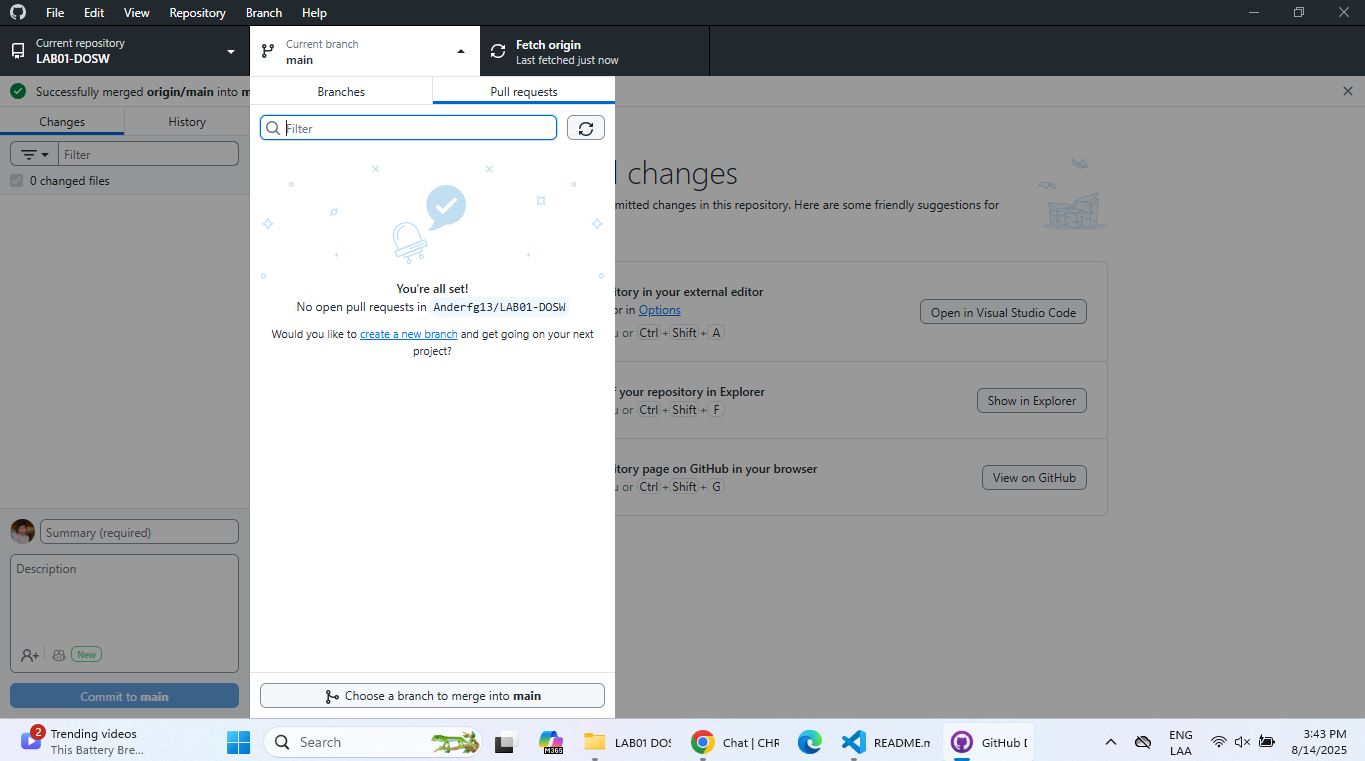 File Edit View Repository Branch Help
Current repository
LAB01-DOSW
Current branch
main
Fetch origin
Last fetched just now
Successfully merged origin/main into m
Changes History
Filter
0 changed files
Branches Pull requests
Filter
You're all set!
No open pull requests in Anderfg13/LAB01-DOSW
Would you like to create a new branch and get going on your next
project?
Choose a branch to merge into main
changes
mitted changes in this repository. Here are some friendly suggestions for
tory in your external editor
or in Options
u or Ctrl + Shift + A
Open in Visual Studio Code
f your repository in Explorer
u or Ctrl + Shift + F
Show in Explorer
tory page on GitHub in your browser
u or Ctrl + Shift + G
View on GitHub
Summary (required)
Description
New
Commit to main
2
Trending videos
This Battery Bre...
Search
M365
LAB01 DOS
Chat | CHR
README.m
GitHub D
ENG
LAA
3:43 PM
8/14/2025